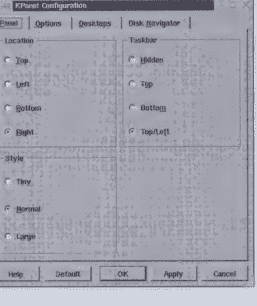 KPanel Configuration
Panel Options Desktops Disk Navigator
Location
Top
Left
Bottom
Right
Taskbar
Hidden
Top
Bottom
Top/Left
Style
Tiny
Normal
Large
Help Default OK Apply Cancel